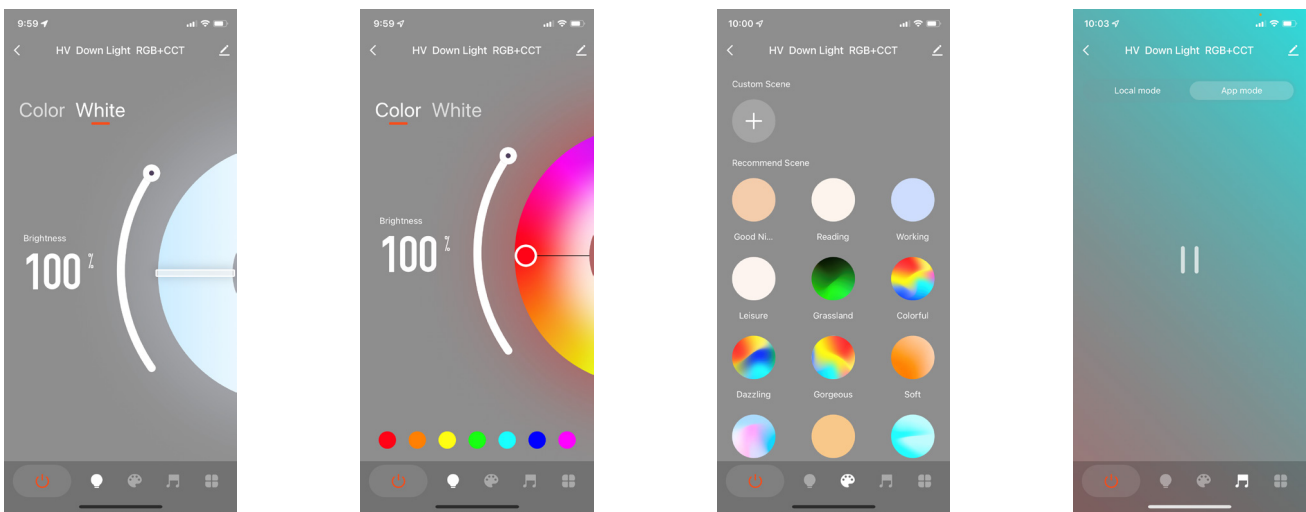 9:59
HV Down Light RGB+CCT
Color White
Brightness
100 %
9:59
HV Down Light RGB+CCT
Color White
Brightness
100 %
10:00
HV Down Light RGB+CCT
Custom Scene
Recommend Scene
Good Ni...
Reading
Working
Leisure
Grassland
Colorful
Dazzling
Gorgeous
Soft
10:03
HV Down Light RGB+CCT
Local mode
App mode